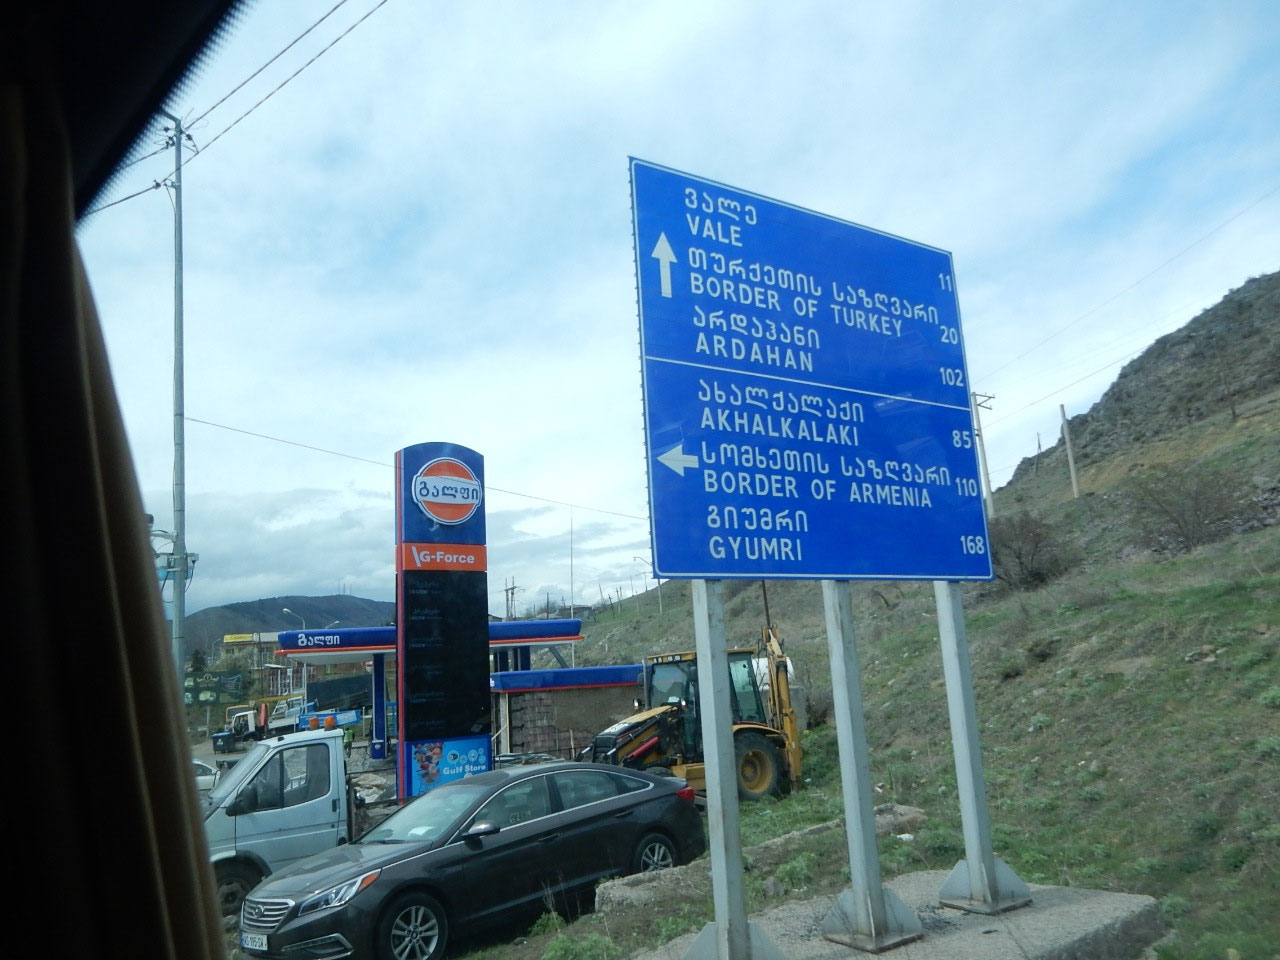 ვალე
VALE 11
თურქეთის საზღვარი
BORDER OF TURKEY 20
არდაჰანი
ARDAHAN 102
ახალქალაქი
AKHALKALAKI 85
სომხეთის საზღვარი
BORDER OF ARMENIA 110
გიუმრი
GYUMRI 168
გალფი
G-Force
გალფი
Gulf Store